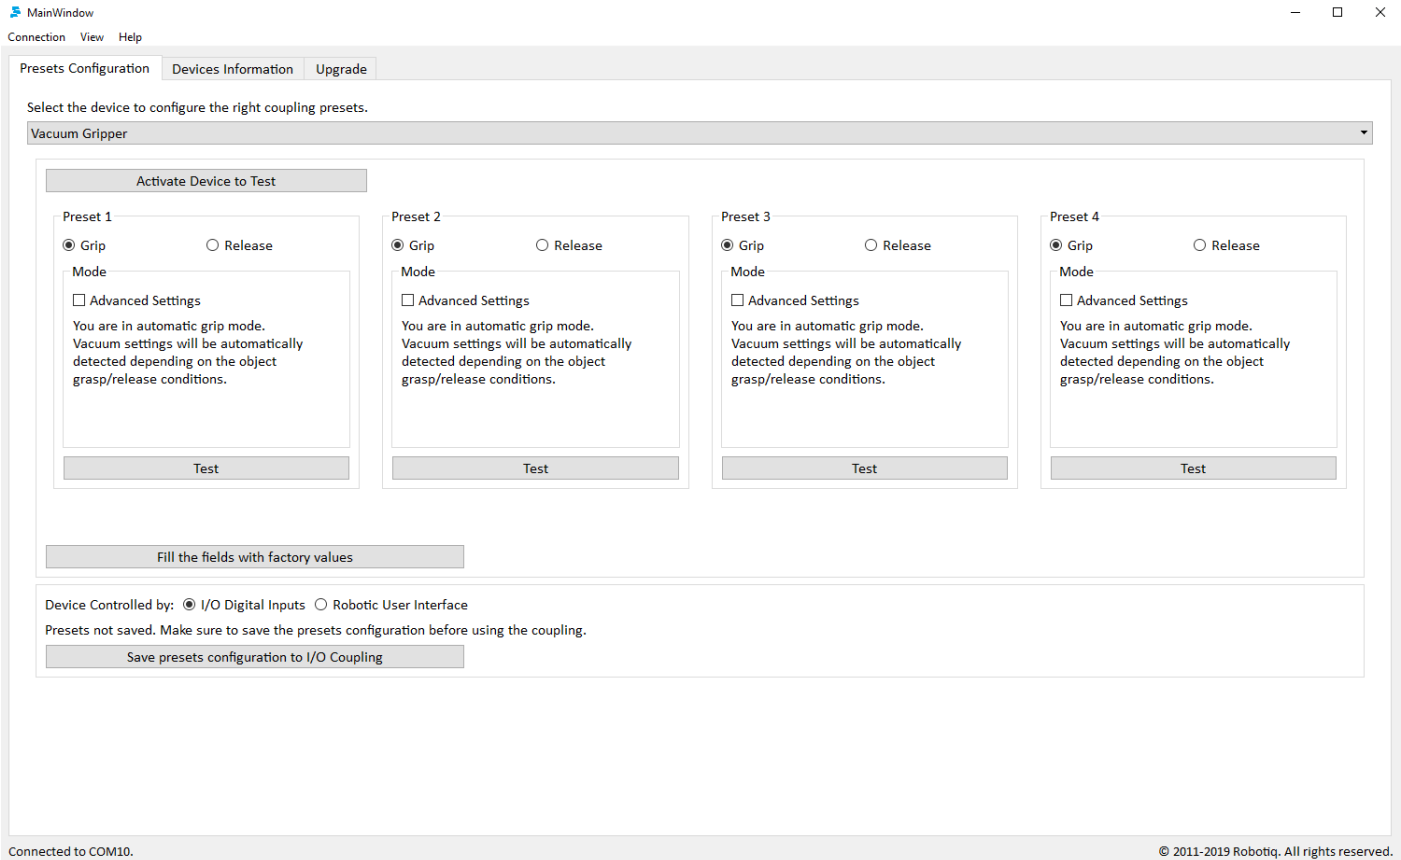 MainWindow
Connection View Help
Presets Configuration Devices Information Upgrade
Select the device to configure the right coupling presets.
Vacuum Gripper
Activate Device to Test
Preset 1
Grip Release
Mode
Advanced Settings
You are in automatic grip mode.
Vacuum settings will be automatically
detected depending on the object
grasp/release conditions.
Test
Preset 2
Grip Release
Mode
Advanced Settings
You are in automatic grip mode.
Vacuum settings will be automatically
detected depending on the object
grasp/release conditions.
Test
Preset 3
Grip Release
Mode
Advanced Settings
You are in automatic grip mode.
Vacuum settings will be automatically
detected depending on the object
grasp/release conditions.
Test
Preset 4
Grip Release
Mode
Advanced Settings
You are in automatic grip mode.
Vacuum settings will be automatically
detected depending on the object
grasp/release conditions.
Test
Fill the fields with factory values
Device Controlled by: I/O Digital Inputs Robotic User Interface
Presets not saved. Make sure to save the presets configuration before using the coupling.
Save presets configuration to I/O Coupling
Connected to COM10.
© 2011-2019 Robotiq. All rights reserved.